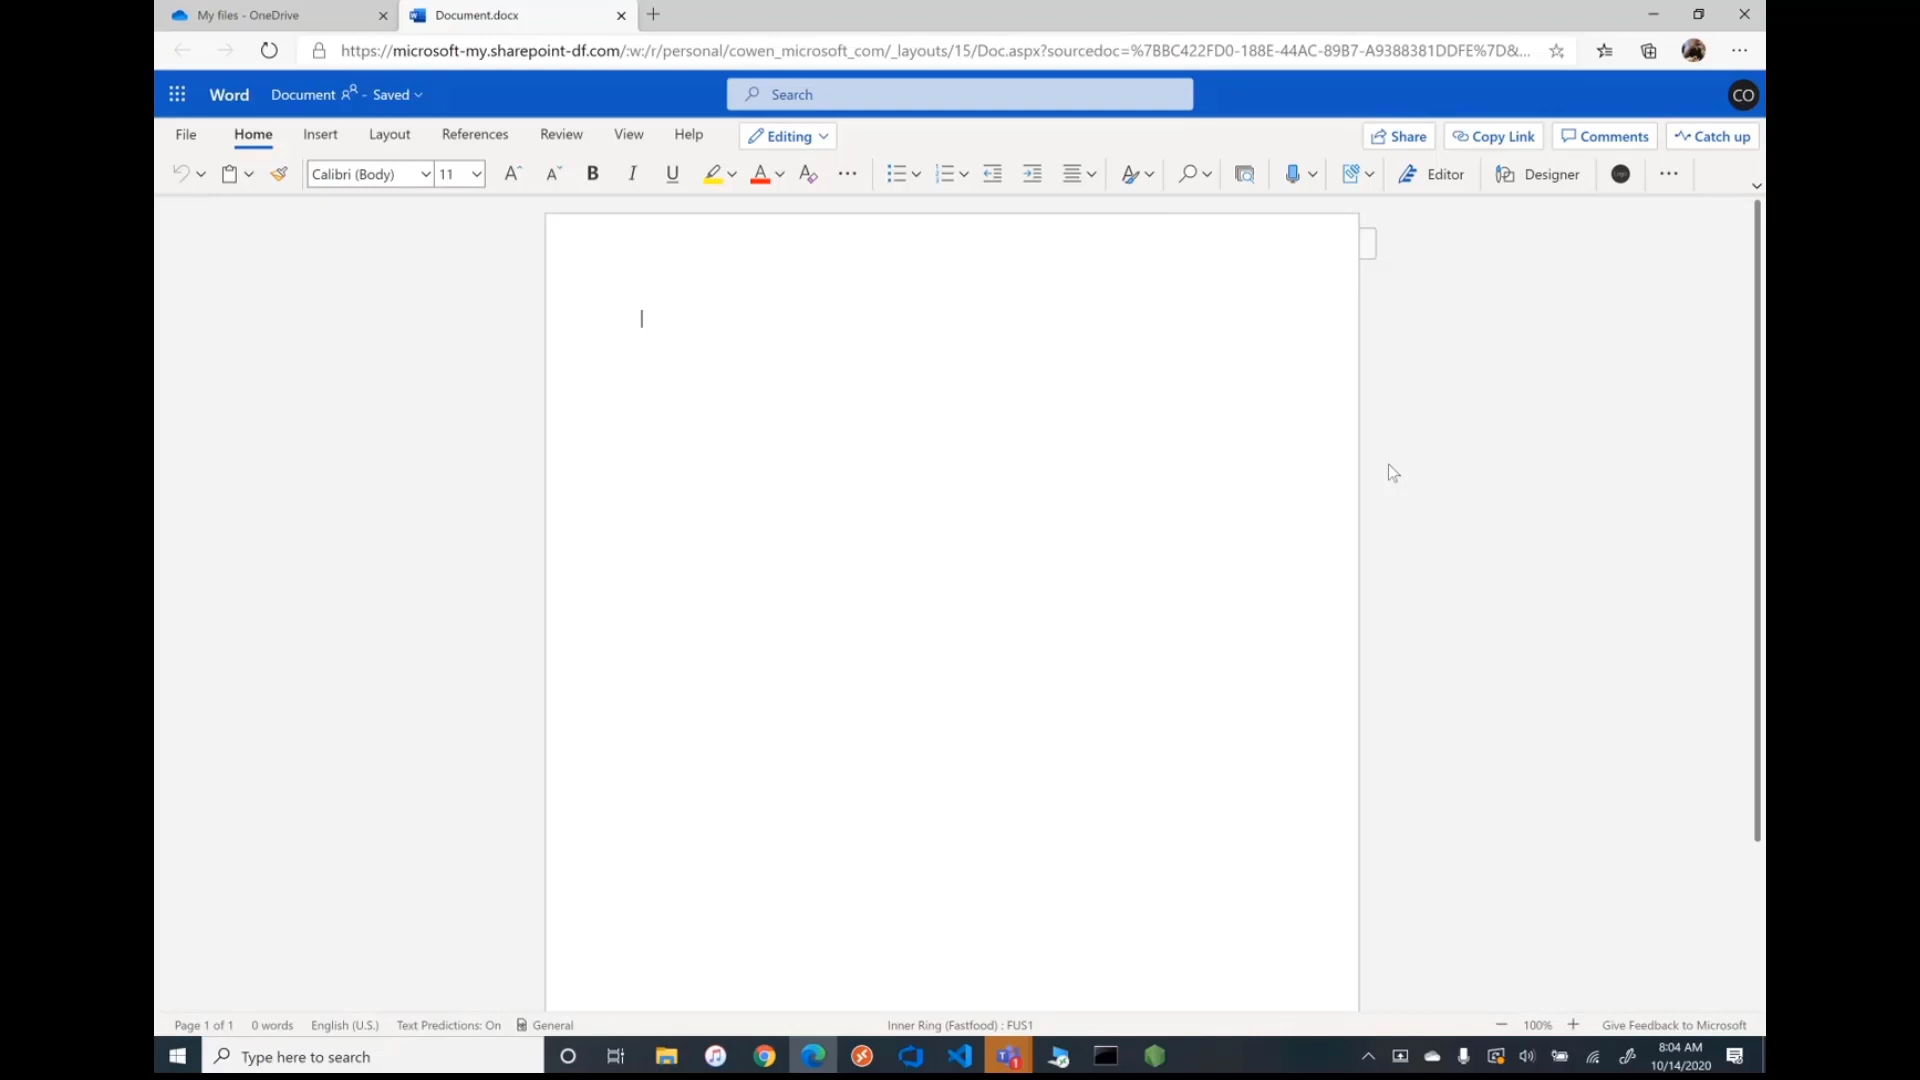 My files - OneDrive
Document.docx
https://microsoft-my.sharepoint-df.com/:w:/r/personal/cowen_microsoft_com/_layouts/15/Doc.aspx?sourcedoc=%7BBC422FD0-188E-44AC-89B7-A9388381DDFE%7D&...
Word Document - Saved Search CO
File Home Insert Layout References Review View Help Editing Share Copy Link Comments Catch up
Calibri (Body) 11 A A B I U A A Editor Designer
Page 1 of 1 0 words English (U.S.) Text Predictions: On General Inner Ring (Fastfood) : FUS1 100% Give Feedback to Microsoft
Type here to search 1 8:04 AM
10/14/2020